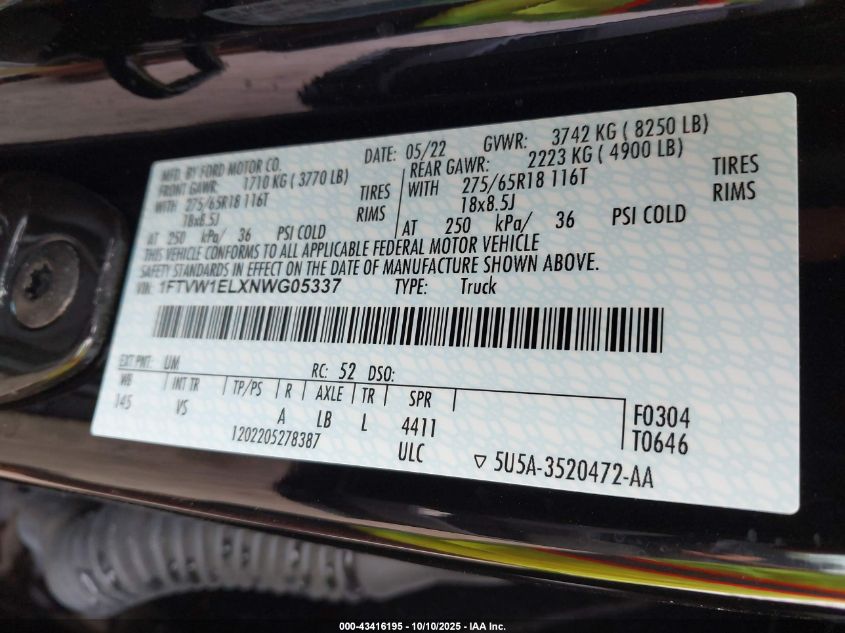 MFD. BY FORD MOTOR CO. DATE: 05/22 GVWR: 3742 KG ( 8250 LB)
FRONT GAWR: 1710 KG ( 3770 LB) REAR GAWR: 2223 KG ( 4900 LB)
WITH 275/65R18 116T TIRES WITH 275/65R18 116T TIRES
18x8.5J RIMS 18x8.5J RIMS
AT 250 kPa/ 36 PSI COLD AT 250 kPa/ 36 PSI COLD
THIS VEHICLE CONFORMS TO ALL APPLICABLE FEDERAL MOTOR VEHICLE
SAFETY STANDARDS IN EFFECT ON THE DATE OF MANUFACTURE SHOWN ABOVE.
VIN: 1FTVW1ELXNWG05337 TYPE: Truck
EXT PNT: UM RC: 52 DSO:
WB INT TR TP/PS R AXLE TR SPR
145 VS A LB L 4411
F0304
1202205278387 ULC T0646
▽ 5U5A-3520472-AA
000-43416195 - 10/10/2025 - IAA Inc.